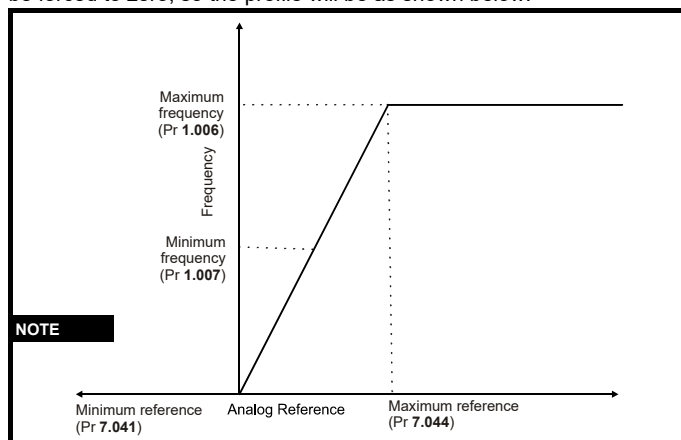 be forced to zero, so the profile will be as shown below.
Maximum
frequency
(Pr 1.006)
Frequency
Minimum
frequency
(Pr 1.007)
NOTE
Minimum reference
(Pr 7.041)
Analog Reference
Maximum reference
(Pr 7.044)